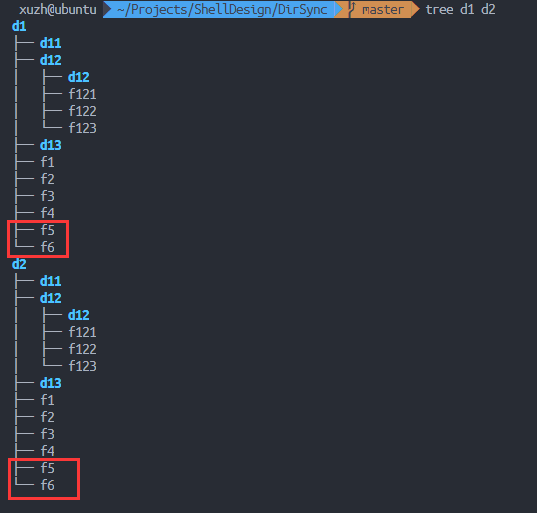 xuzh@ubuntu ~/Projects/ShellDesign/DirSync master tree d1 d2
d1
├── d11
├── d12
│   ├── d12
│   ├── f121
│   ├── f122
│   └── f123
├── d13
├── f1
├── f2
├── f3
├── f4
├── f5
└── f6
d2
├── d11
├── d12
│   ├── d12
│   ├── f121
│   ├── f122
│   └── f123
├── d13
├── f1
├── f2
├── f3
├── f4
├── f5
└── f6